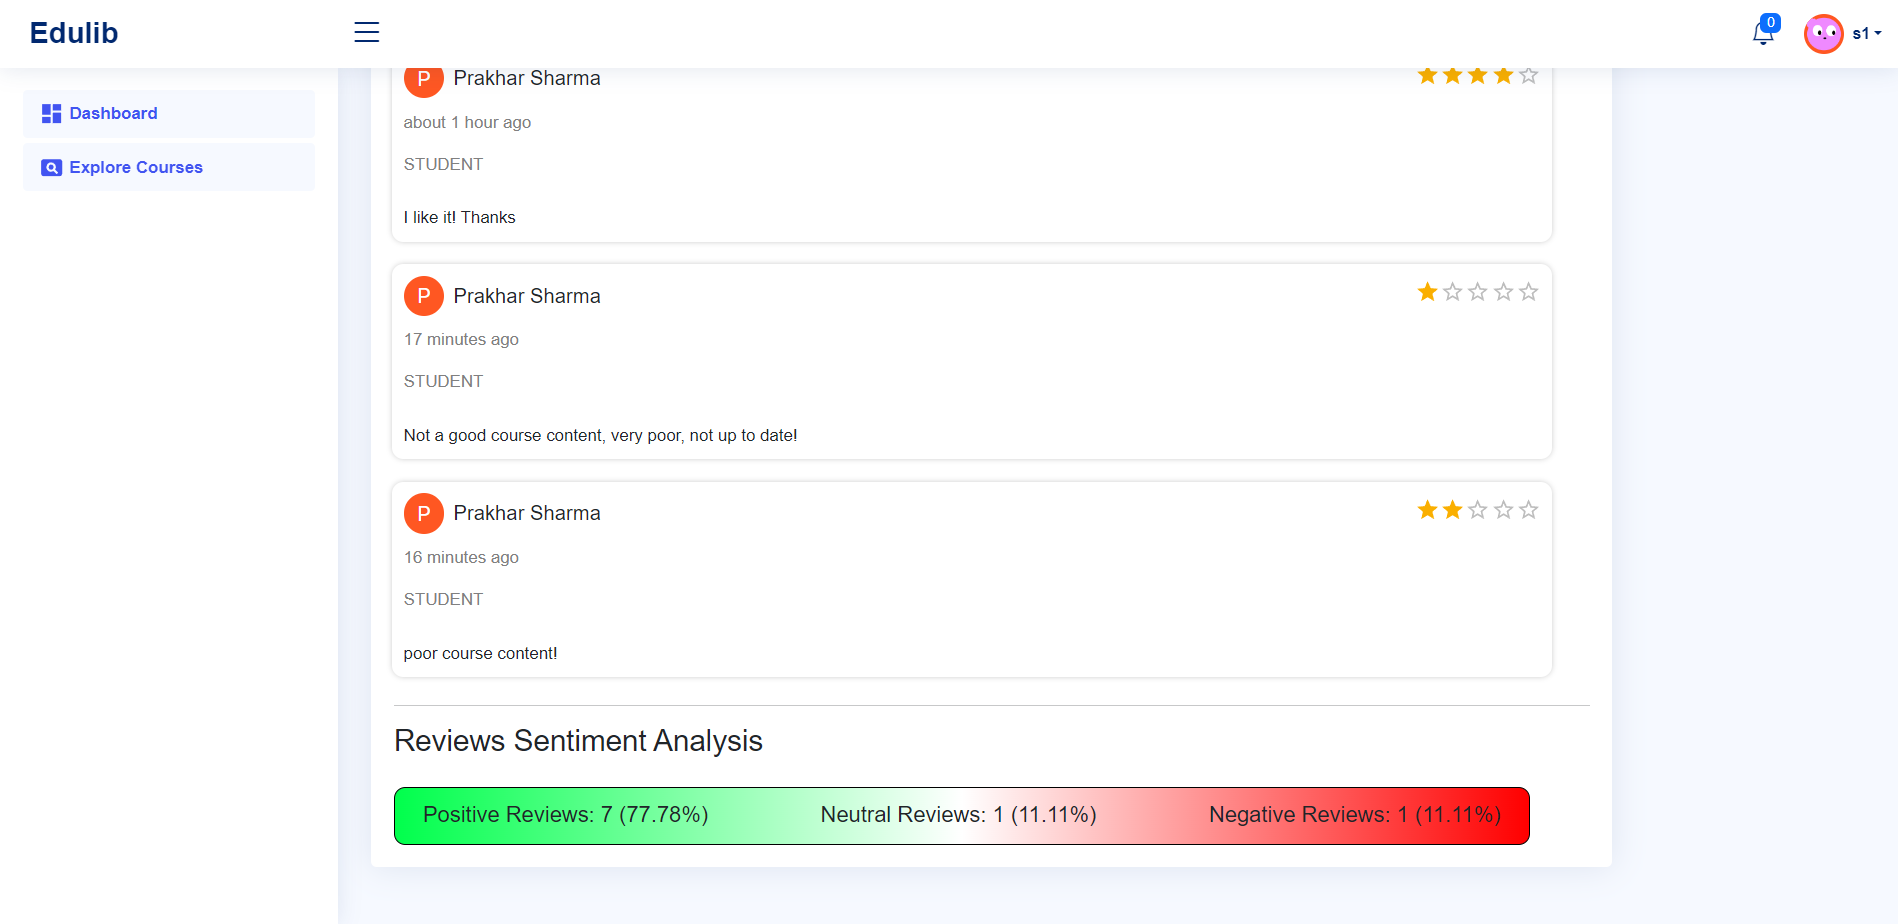 Edulib
0
s1
Dashboard
Explore Courses
P Prakhar Sharma
about 1 hour ago
STUDENT
I like it! Thanks
P Prakhar Sharma
17 minutes ago
STUDENT
Not a good course content, very poor, not up to date!
P Prakhar Sharma
16 minutes ago
STUDENT
poor course content!
Reviews Sentiment Analysis
Positive Reviews: 7 (77.78%) Neutral Reviews: 1 (11.11%) Negative Reviews: 1 (11.11%)